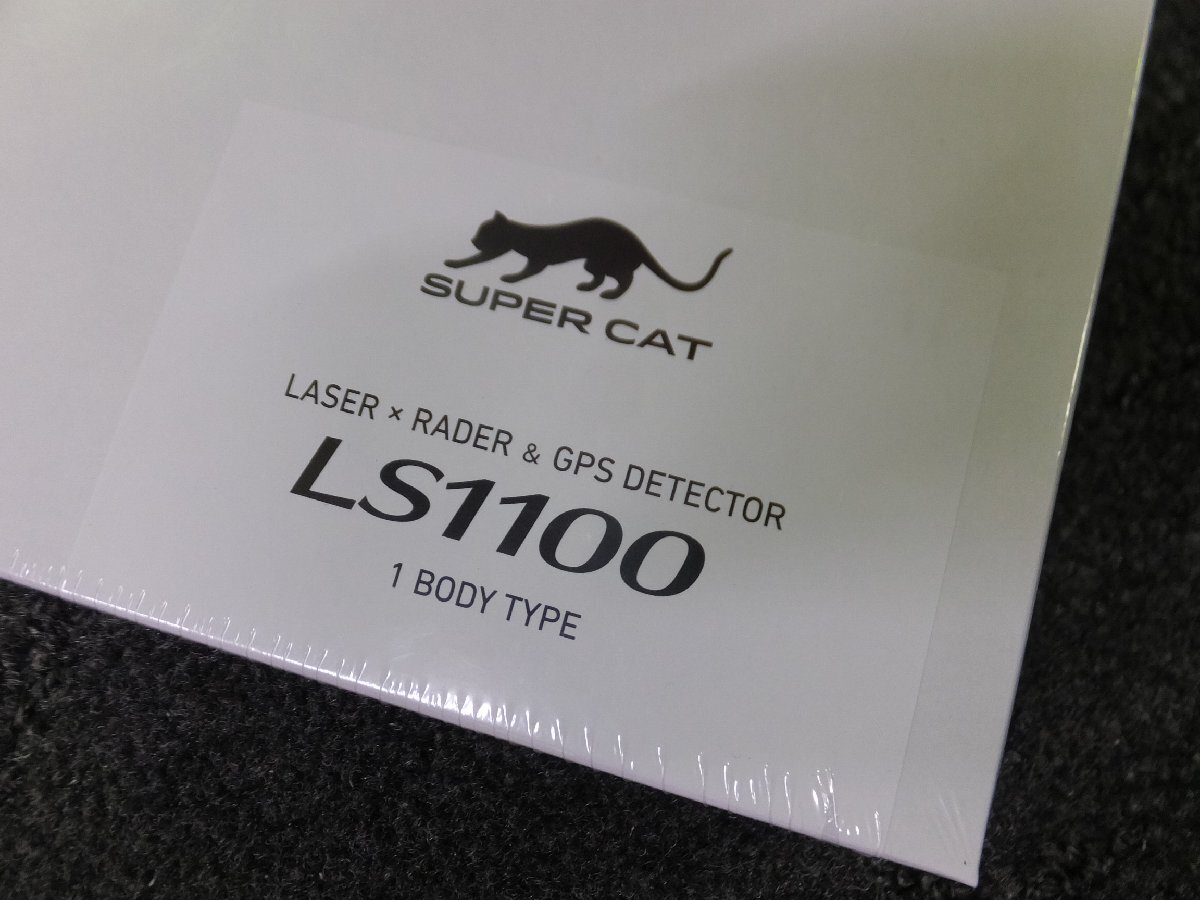 SUPER CAT
LASER × RADER & GPS DETECTOR
LS1100
1 BODY TYPE